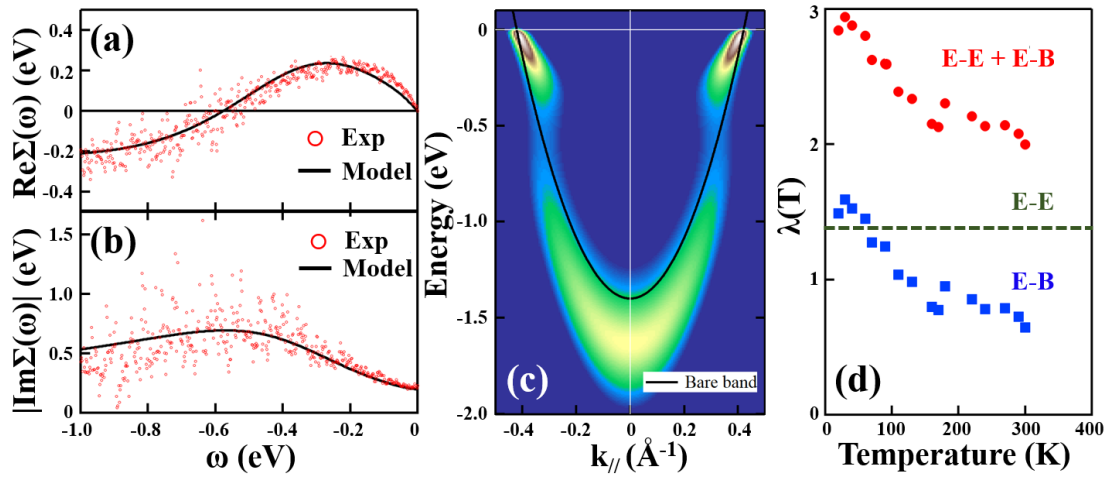 (a)
ReΣ(ω) (eV)
0.4
0.2
0
-0.2
-0.4
Exp
Model
(b)
|ImΣ(ω)| (eV)
1.5
1.0
0.5
0
Exp
Model
-1.0 -0.8 -0.6 -0.4 -0.2 0
ω (eV)
Energy (eV)
-0
-0.5
-1.0
-1.5
-2.0
(c)
Bare band
-0.4 -0.2 0 0.2 0.4
k// (Å-1)
λ(T)
3
2
1
0
E-E + E-B
E-E
E-B
(d)
0 100 200 300 400
Temperature (K)